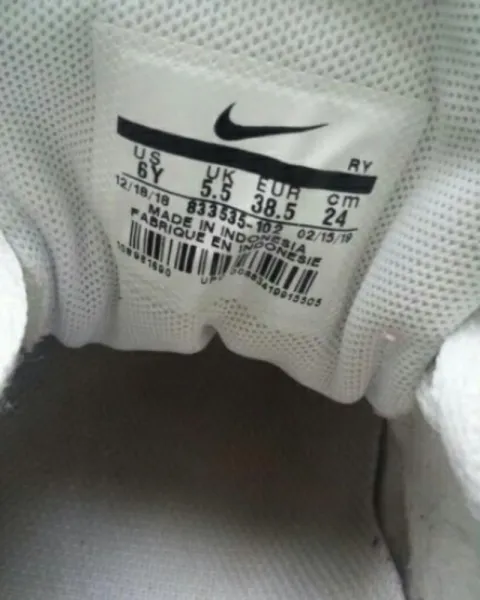 RY
US UK EUR cm
6Y 5.5 38.5 24
12/18/18 833535-102 02/15/19
MADE IN INDONESIA
FABRIQUE EN INDONESIE